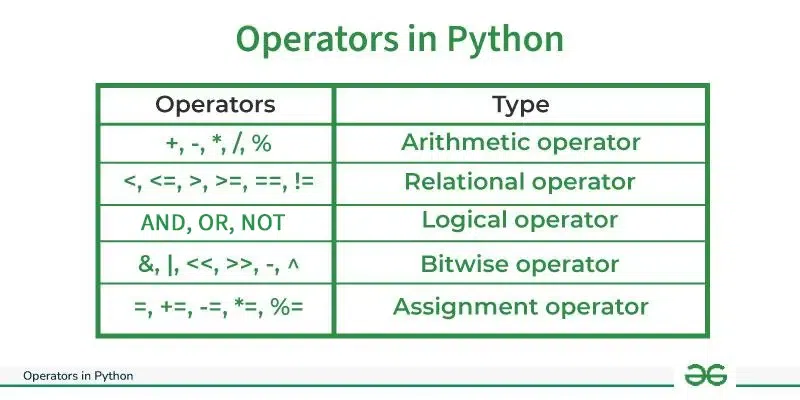 Operators in Python
Operators Type
+, -, *, /, % Arithmetic operator
<, <=, >, >=, ==, != Relational operator
AND, OR, NOT Logical operator
&, |, <<, >>, -, ^ Bitwise operator
=, +=, -=, *=, %= Assignment operator
Operators in Python